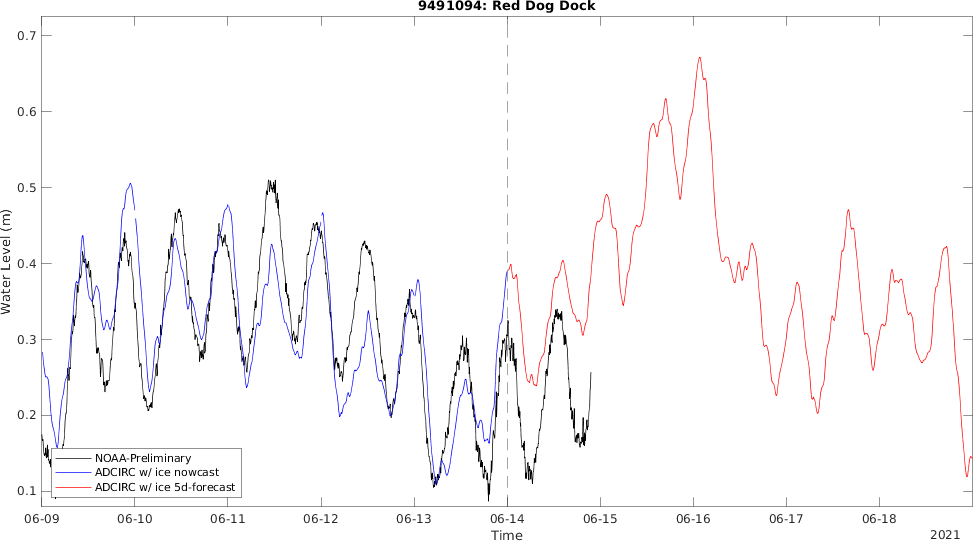 9491094: Red Dog Dock
0.7
0.6
0.5
0.4
0.3
0.2
0.1
Water Level (m)
NOAA-Preliminary
ADCIRC w/ ice nowcast
ADCIRC w/ ice 5d-forecast
06-09 06-10 06-11 06-12 06-13 06-14 06-15 06-16 06-17 06-18
Time
2021